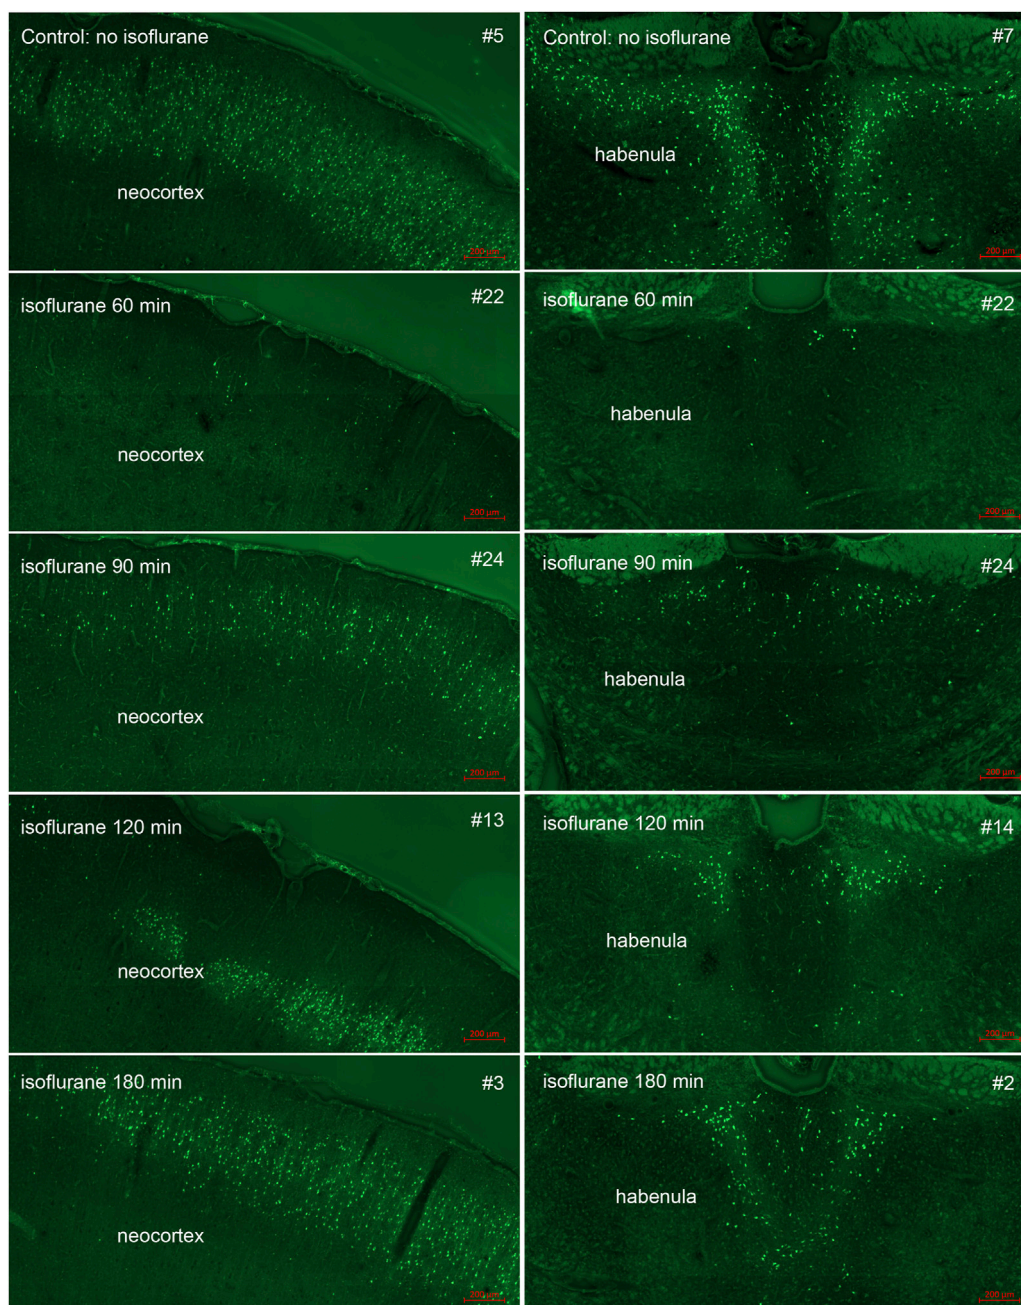 Control: no isoflurane
#5
neocortex
200 µm
Control: no isoflurane
#7
habenula
200 µm
isoflurane 60 min
#22
neocortex
200 µm
isoflurane 60 min
#22
habenula
200 µm
isoflurane 90 min
#24
neocortex
200 µm
isoflurane 90 min
#24
habenula
200 µm
isoflurane 120 min
#13
neocortex
200 µm
isoflurane 120 min
#14
habenula
200 µm
isoflurane 180 min
#3
neocortex
200 µm
isoflurane 180 min
#2
habenula
200 µm